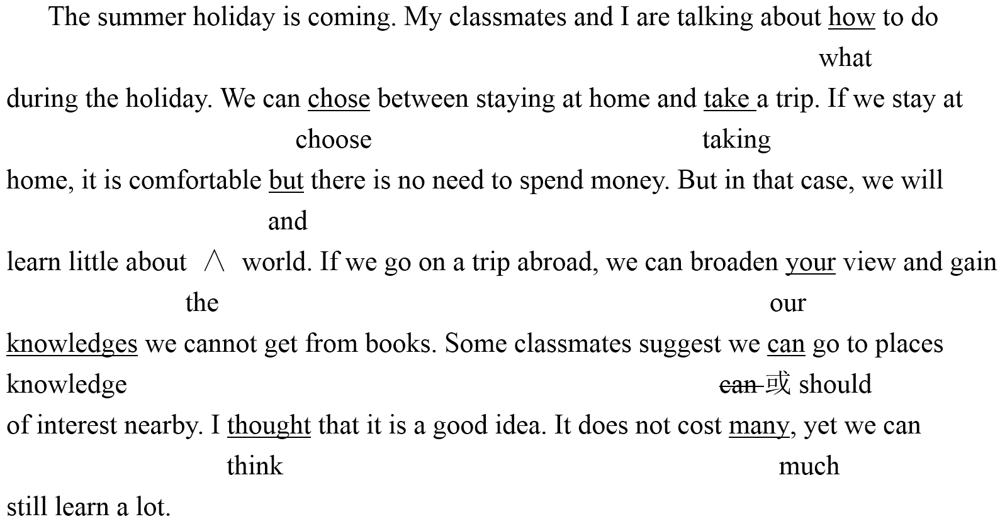 The summer holiday is coming. My classmates and I are talking about how to do
what
during the holiday. We can chose between staying at home and take a trip. If we stay at
choose taking
home, it is comfortable but there is no need to spend money. But in that case, we will
and
learn little about ∧ world. If we go on a trip abroad, we can broaden your view and gain
the our
knowledges we cannot get from books. Some classmates suggest we can go to places
knowledge can 或 should
of interest nearby. I thought that it is a good idea. It does not cost many, yet we can
think much
still learn a lot.